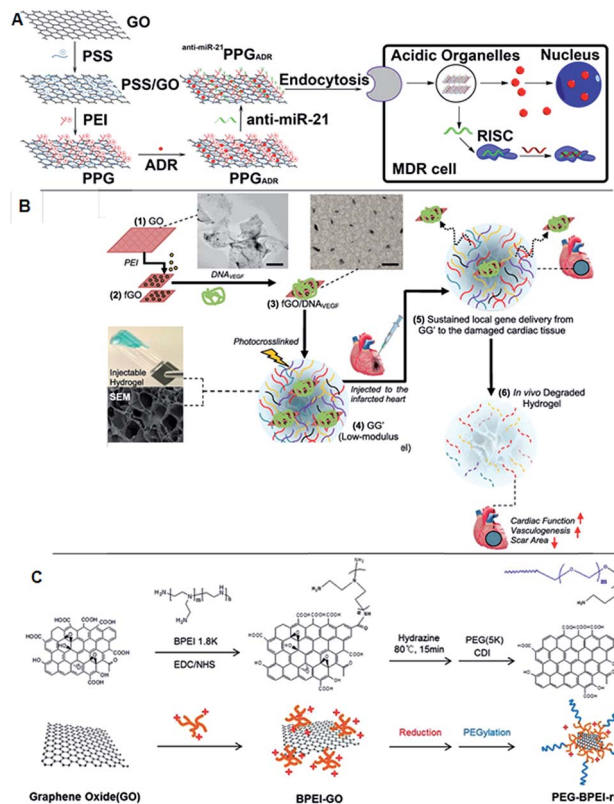 A
GO
PSS
PSS/GO
PEI
PPG
ADR
PPGADR
anti-miR-21
anti-miR-21PPGADR
Endocytosis
Acidic Organelles
Nucleus
RISC
MDR cell
B
(1) GO
PEI
(2) fGO
DNAVEGF
(3) fGO/DNAVEGF
Photocrosslinked
Injectable
Hydrogel
SEM
(4) GG'
(Low-modulus
el)
Injected to the
infarcted heart
(5) Sustained local gene delivery from
GG' to the damaged cardiac tissue
(6) In vivo Degraded
Hydrogel
Cardiac Function
Vasculogenesis
Scar Area
C
BPEI 1.8K
EDC/NHS
Hydrazine
80℃, 15min
PEG(5K)
CDI
Reduction
PEGylation
Graphene Oxide(GO)
BPEI-GO
PEG-BPEI-r